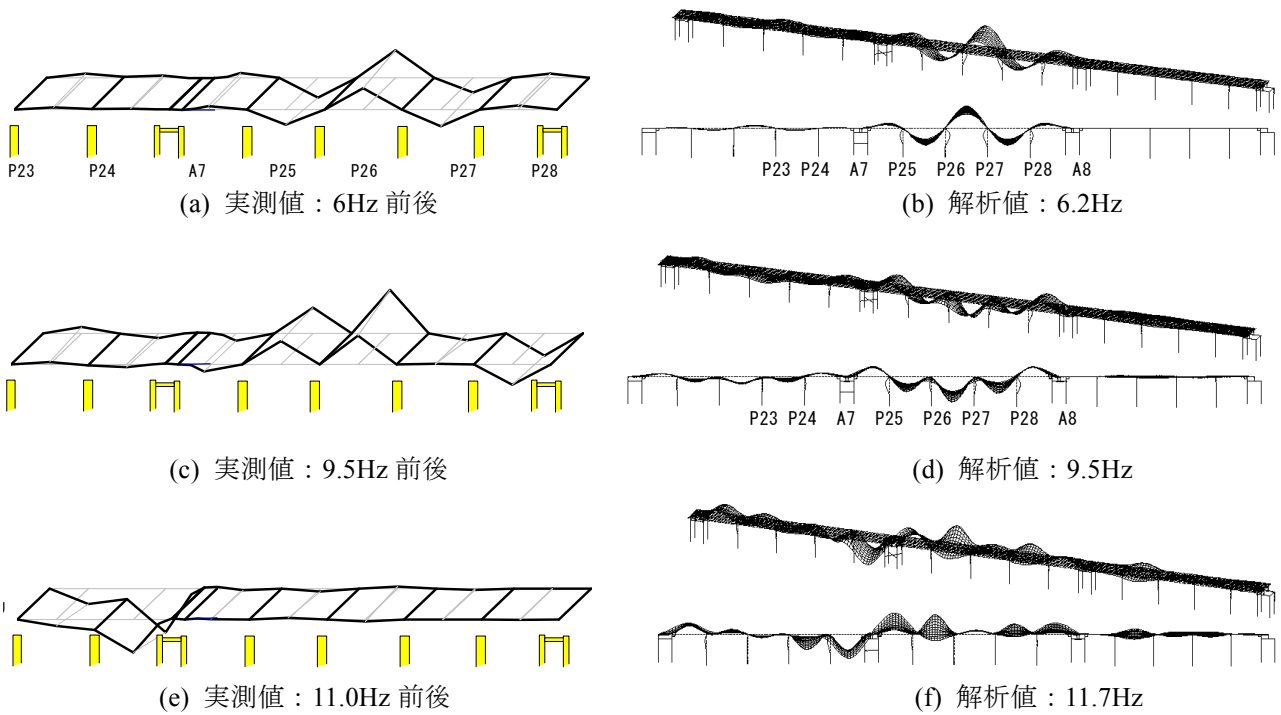 P23 P24 A7 P25 P26 P27 P28
(a) 実測値：6Hz 前後
P23 P24 A7 P25 P26 P27 P28 A8
(b) 解析値：6.2Hz
(c) 実測値：9.5Hz 前後
P23 P24 A7 P25 P26 P27 P28 A8
(d) 解析値：9.5Hz
(e) 実測値：11.0Hz 前後
(f) 解析値：11.7Hz